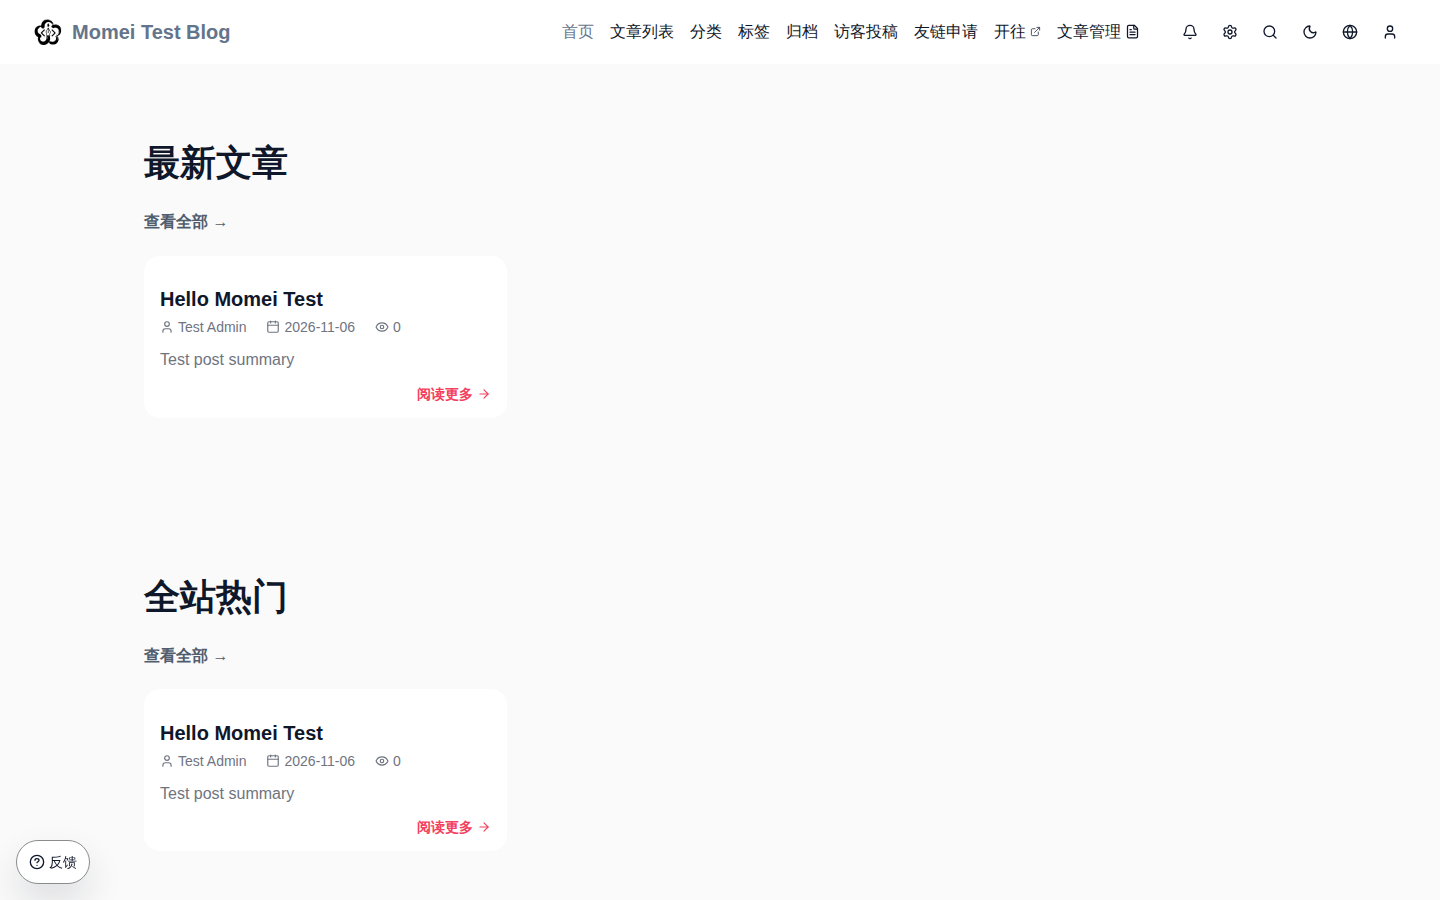 Momei Test Blog 首页 文章列表 分类 标签 归档 访客投稿 友链申请 开往 文章管理
最新文章
查看全部 →
Hello Momei Test
Test Admin 2026-11-06 0
Test post summary
阅读更多 →
全站热门
查看全部 →
Hello Momei Test
Test Admin 2026-11-06 0
Test post summary
阅读更多 →
反馈